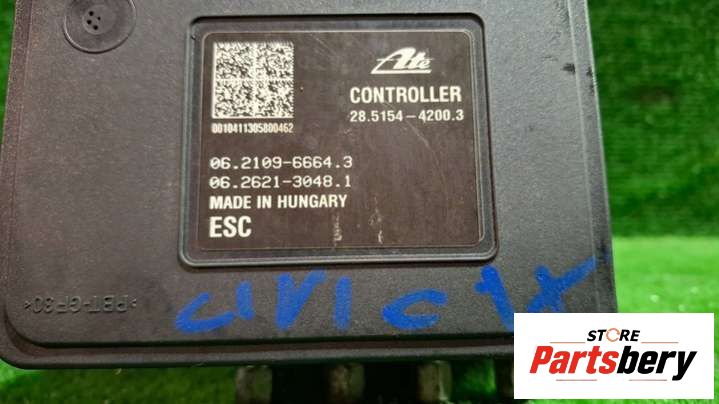 Ate
CONTROLLER
28.5154-4200.3
0010411305800462
06.2109-6664.3
06.2621-3048.1
MADE IN HUNGARY
ESC
>PBT-GF30<
CIVIC
STORE
Partsbery